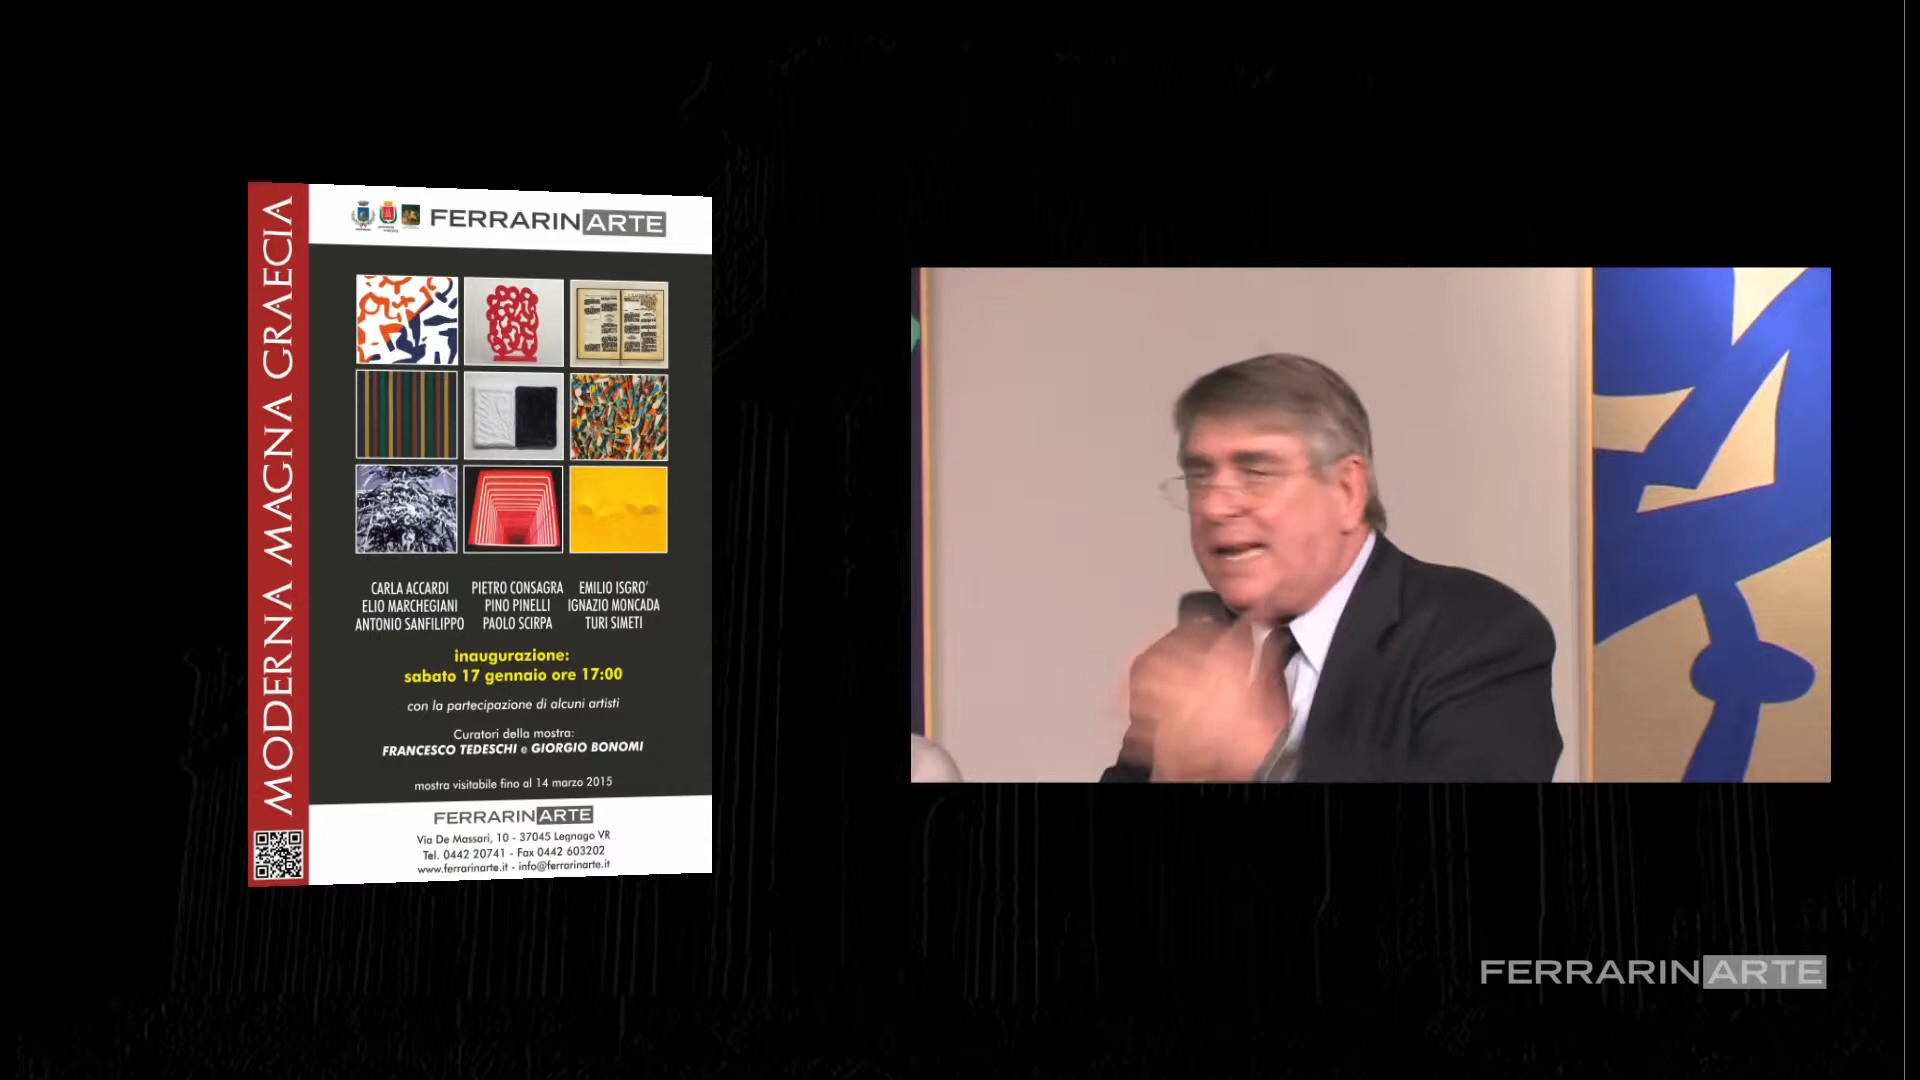 MODERNA MAGNA GRAECIA
FERRARINARTE
CARLA ACCARDI PIETRO CONSAGRA EMILIO ISGRO'
ELIO MARCHEGIANI PINO PINELLI IGNAZIO MONCADA
ANTONIO SANFILIPPO PAOLO SCIRPA TURI SIMETI
inaugurazione:
sabato 17 gennaio ore 17:00
con la partecipazione di alcuni artisti
Curatori della mostra:
FRANCESCO TEDESCHI e GIORGIO BONOMI
mostra visitabile fino al 14 marzo 2015
FERRARINARTE
Via De Massari, 10 - 37045 Legnago VR
Tel. 0442 20741 - Fax 0442 603202
www.ferrarinarte.it - info@ferrarinarte.it
FERRARINARTE